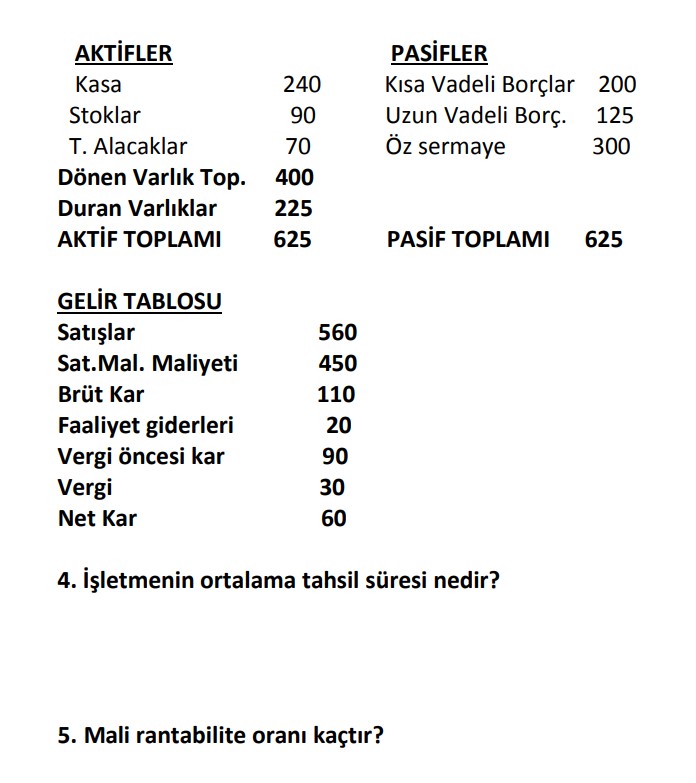 AKTİFLER PASİFLER
Kasa 240 Kısa Vadeli Borçlar 200
Stoklar 90 Uzun Vadeli Borç. 125
T. Alacaklar 70 Öz sermaye 300
Dönen Varlık Top. 400
Duran Varlıklar 225
AKTİF TOPLAMI 625 PASİF TOPLAMI 625
GELİR TABLOSU
Satışlar 560
Sat.Mal. Maliyeti 450
Brüt Kar 110
Faaliyet giderleri 20
Vergi öncesi kar 90
Vergi 30
Net Kar 60
4. İşletmenin ortalama tahsil süresi nedir?
5. Mali rantabilite oranı kaçtır?